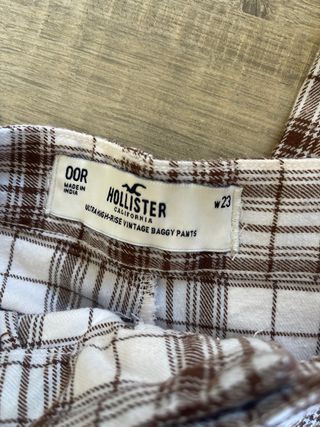 00R
MADE IN
INDIA
HOLLISTER
CALIFORNIA
ULTRA HIGH-RISE VINTAGE BAGGY PANTS
W23